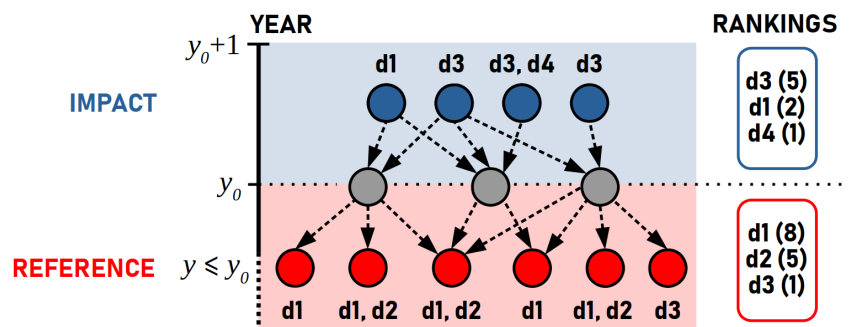 YEAR
RANKINGS
y₀+1
d1 d3 d3, d4 d3
IMPACT
d3 (5)
d1 (2)
d4 (1)
y₀
REFERENCE
y ⩽ y₀
d1 (8)
d2 (5)
d3 (1)
d1 d1, d2 d1, d2 d1 d1, d2 d3